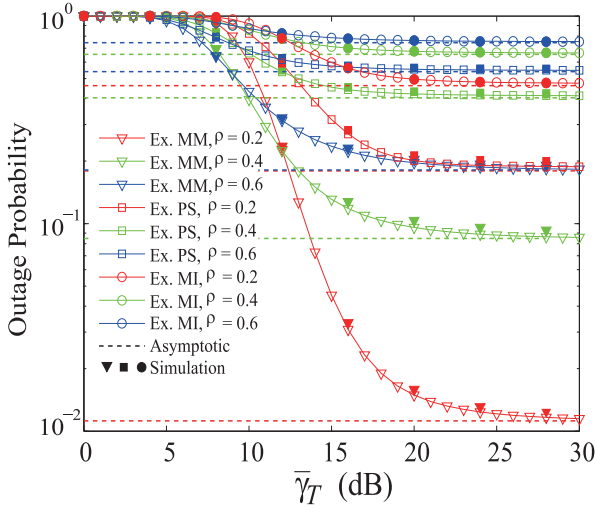 10^0
Outage Probability
Ex. MM, ρ = 0.2
Ex. MM, ρ = 0.4
Ex. MM, ρ = 0.6
Ex. PS, ρ = 0.2
Ex. PS, ρ = 0.4
Ex. PS, ρ = 0.6
Ex. MI, ρ = 0.2
Ex. MI, ρ = 0.4
Ex. MI, ρ = 0.6
Asymptotic
Simulation
10^-1
10^-2
0 5 10 15 20 25 30
γ̅_T (dB)